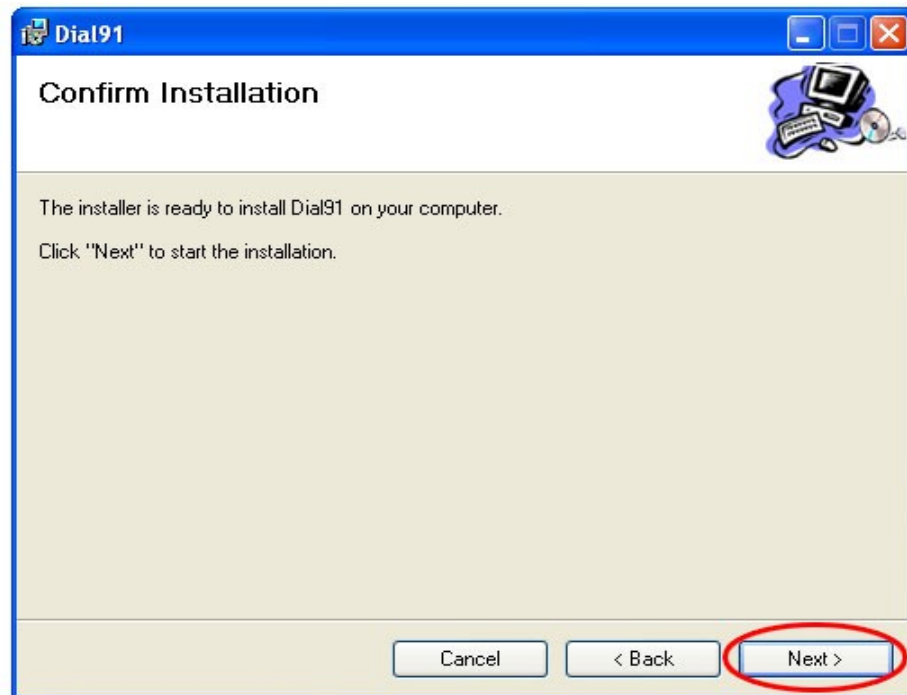 Dial91
Confirm Installation
The installer is ready to install Dial91 on your computer.
Click "Next" to start the installation.
Cancel
< Back
Next >